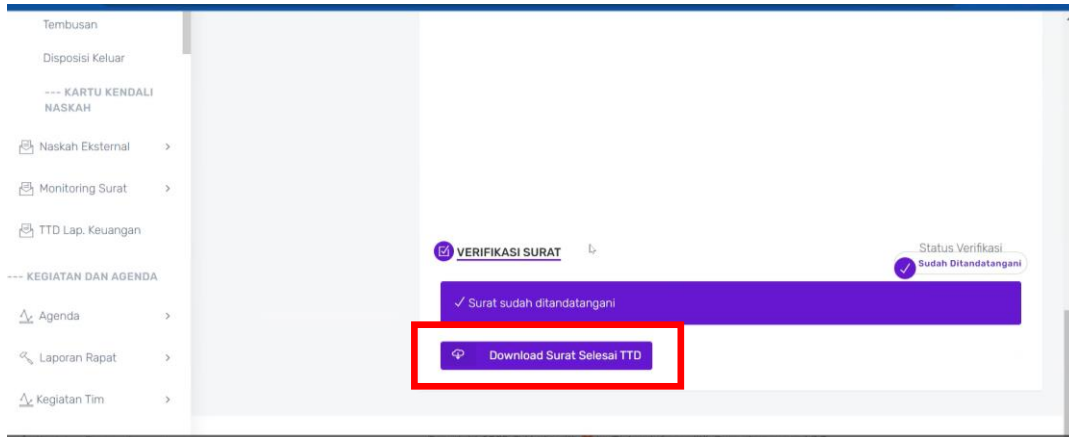 Tembusan
Disposisi Keluar
--- KARTU KENDALI
NASKAH
Naskah Eksternal
Monitoring Surat
TTD Lap. Keuangan
--- KEGIATAN DAN AGENDA
Agenda
Laporan Rapat
Kegiatan Tim
VERIFIKASI SURAT
Status Verifikasi
Sudah Ditandatangani
Surat sudah ditandatangani
Download Surat Selesai TTD